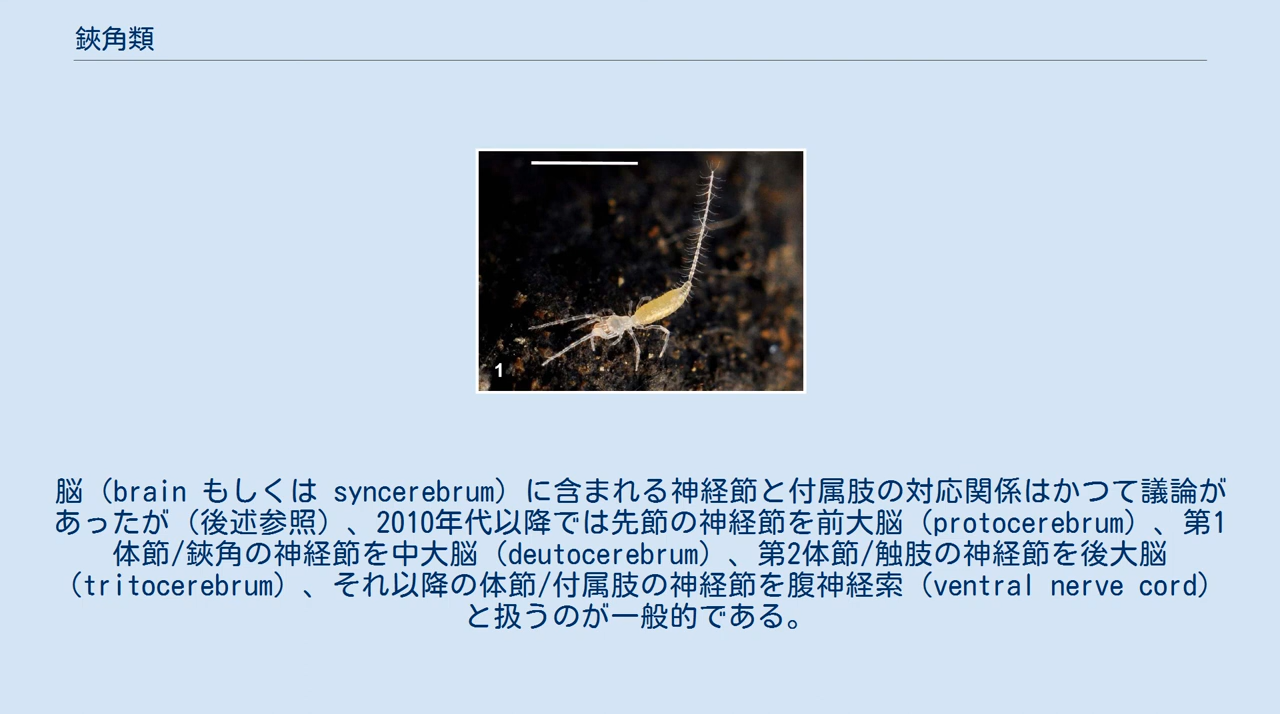 鋏角類
1
脳（brain もしくは syncerebrum）に含まれる神経節と付属肢の対応関係はかつて議論が
あったが（後述参照）、2010年代以降では先節の神経節を前大脳（protocerebrum）、第1
体節/鋏角の神経節を中大脳（deutocerebrum）、第2体節/触肢の神経節を後大脳
（tritocerebrum）、それ以降の体節/付属肢の神経節を腹神経索（ventral nerve cord）
と扱うのが一般的である。